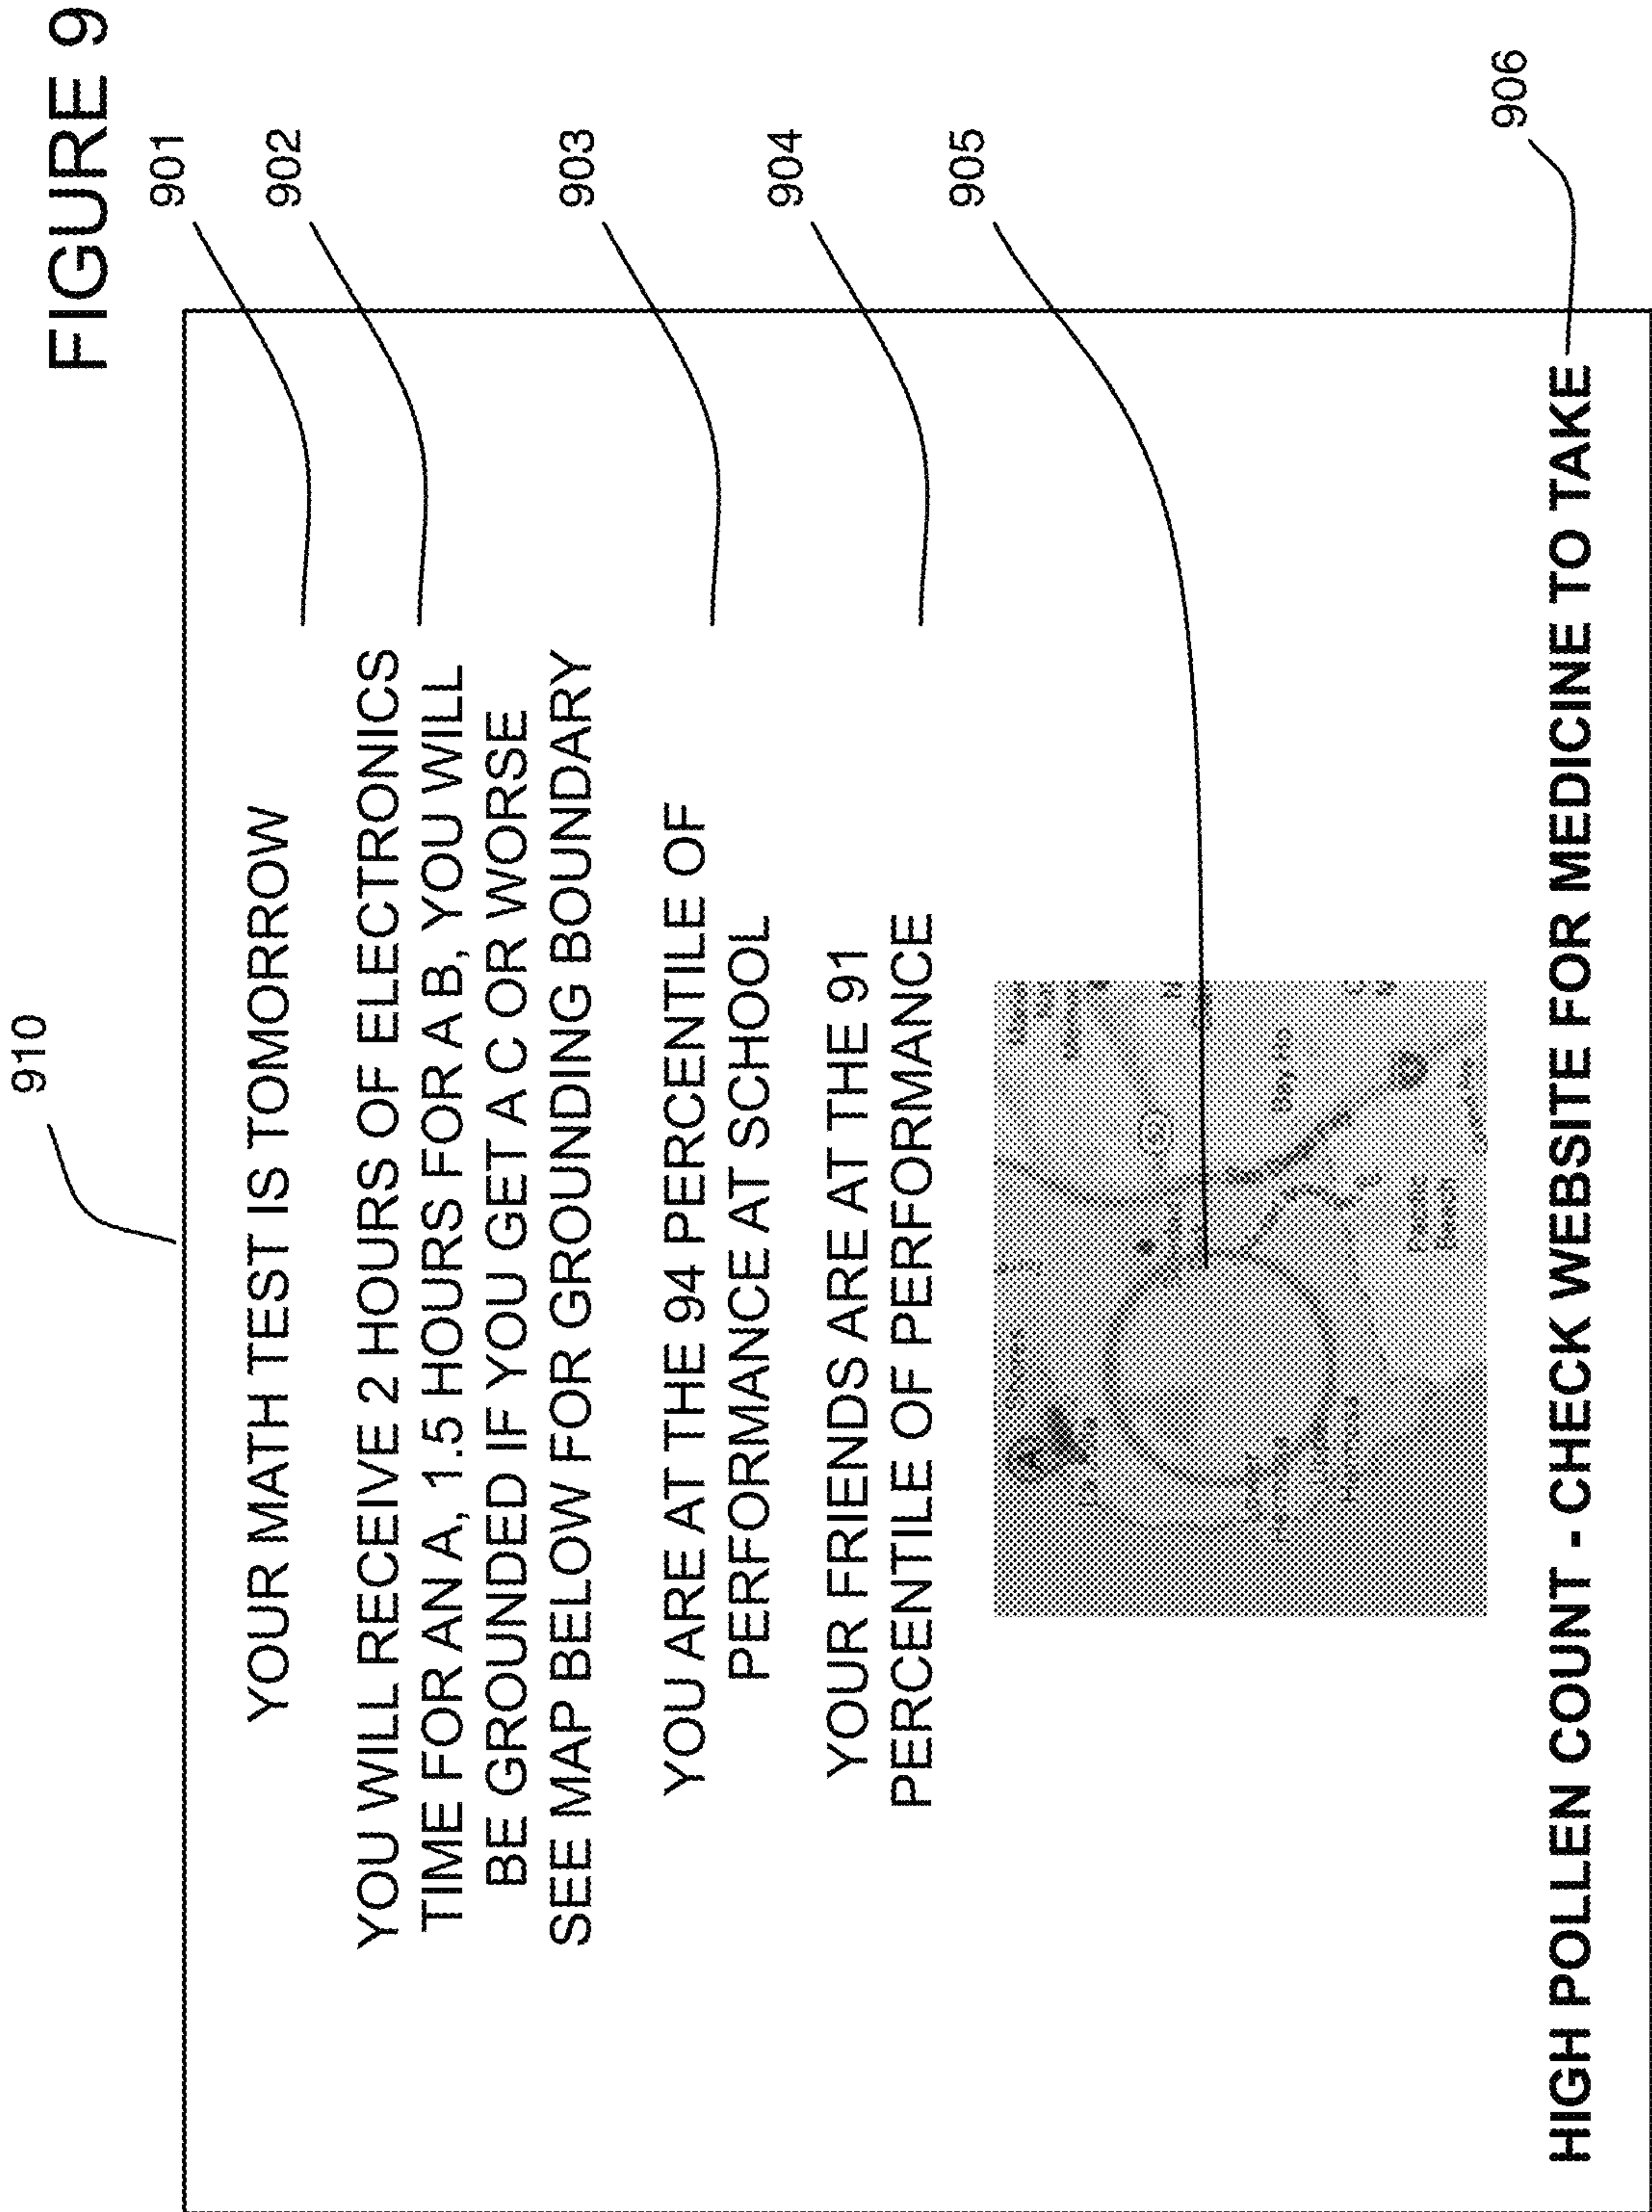 FIGURE 9
910
YOUR MATH TEST IS TOMORROW
901
YOU WILL RECEIVE 2 HOURS OF ELECTRONICS
TIME FOR AN A, 1.5 HOURS FOR A B, YOU WILL
BE GROUNDED IF YOU GET A C OR WORSE
SEE MAP BELOW FOR GROUNDING BOUNDARY
902
YOU ARE AT THE 94 PERCENTILE OF
PERFORMANCE AT SCHOOL
903
YOUR FRIENDS ARE AT THE 91
PERCENTILE OF PERFORMANCE
904
905
A
HIGH POLLEN COUNT - CHECK WEBSITE FOR MEDICINE TO TAKE
906